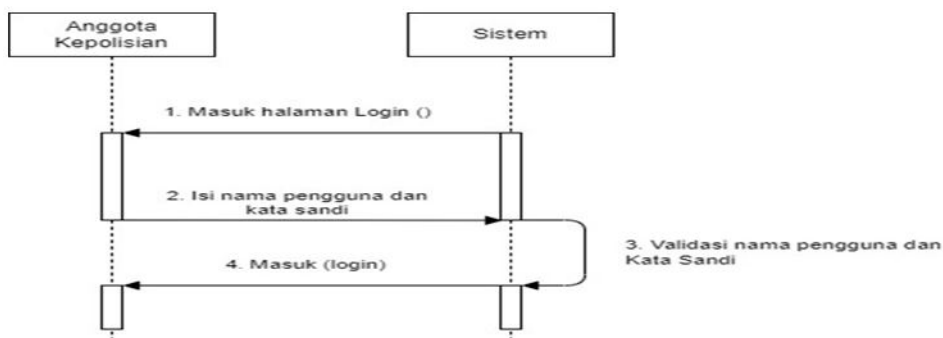 Anggota
Kepolisian
Sistem
1. Masuk halaman Login ()
2. Isi nama pengguna dan
kata sandi
3. Validasi nama pengguna dan
Kata Sandi
4. Masuk (login)